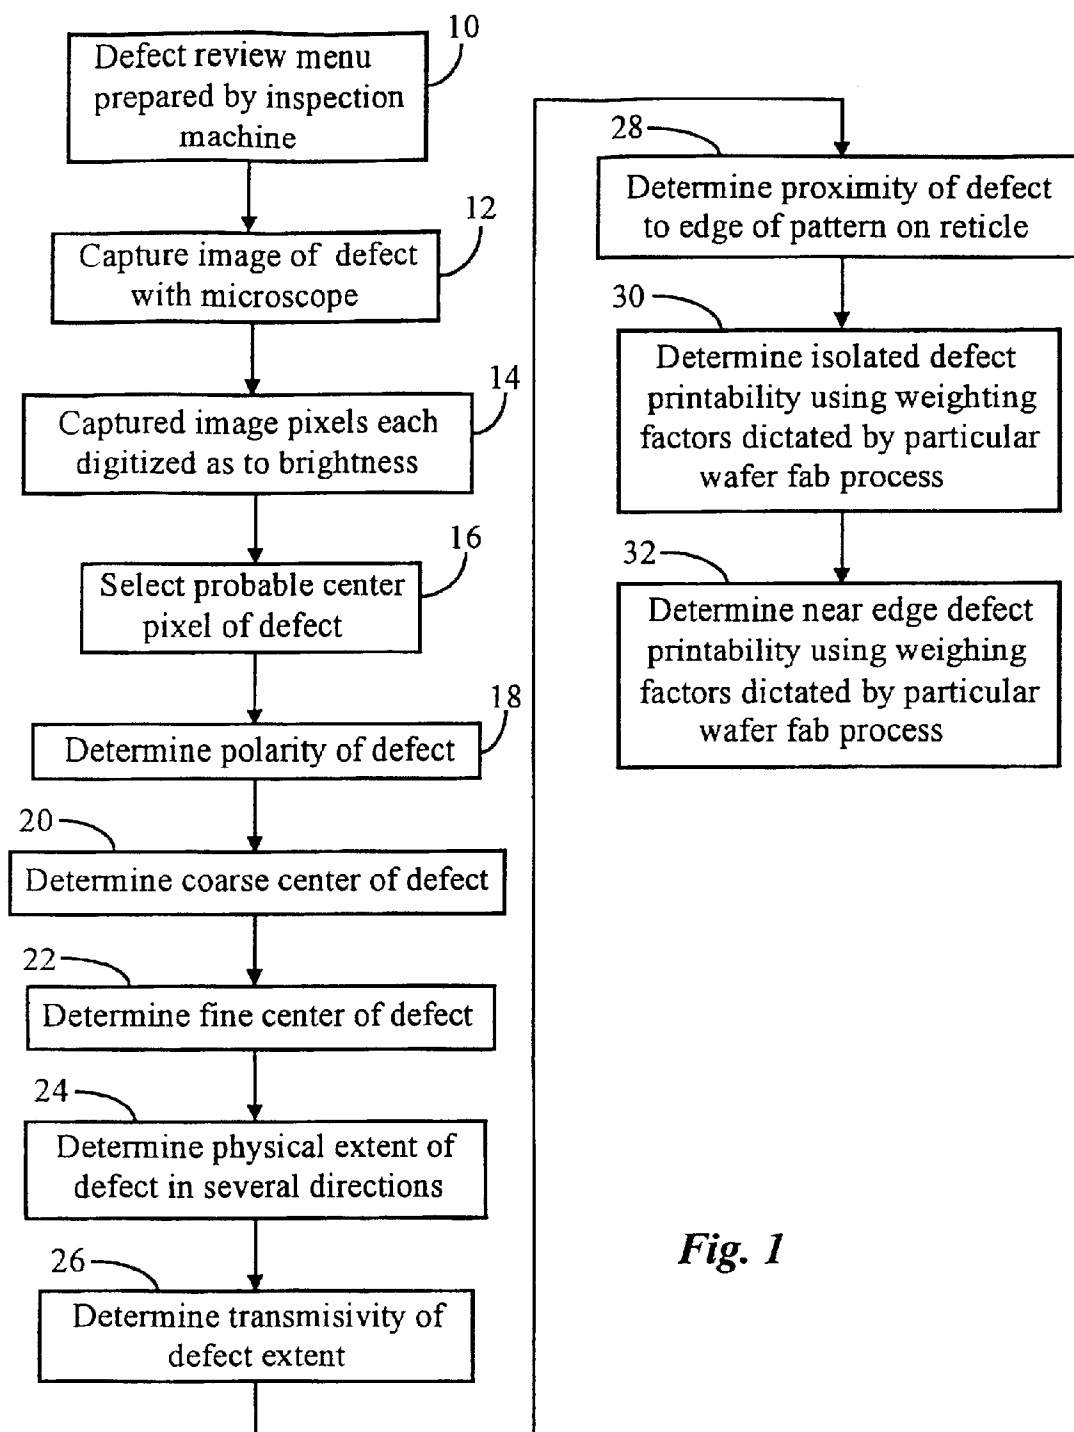 10
Defect review menu
prepared by inspection
machine
12
Capture image of defect
with microscope
14
Captured image pixels each
digitized as to brightness
16
Select probable center
pixel of defect
18
Determine polarity of defect
20
Determine coarse center of defect
22
Determine fine center of defect
24
Determine physical extent of
defect in several directions
26
Determine transmisivity of
defect extent
28
Determine proximity of defect
to edge of pattern on reticle
30
Determine isolated defect
printability using weighting
factors dictated by particular
wafer fab process
32
Determine near edge defect
printability using weighing
factors dictated by particular
wafer fab process
Fig. 1